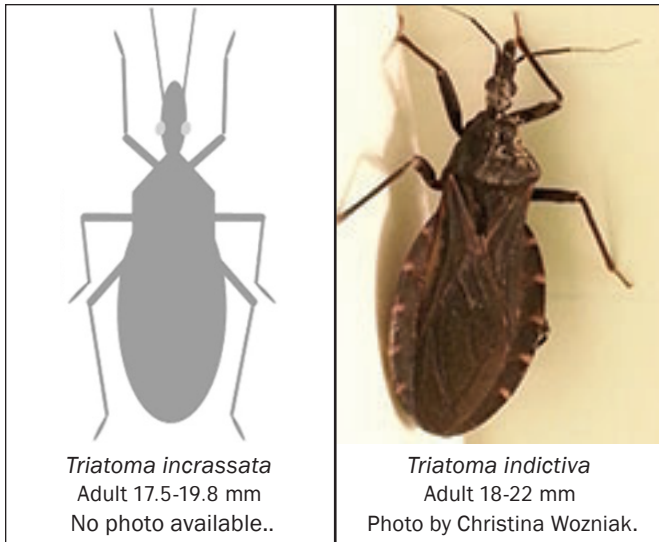 Triatoma incrassata
Adult 17.5-19.8 mm
No photo available..
Triatoma indictiva
Adult 18-22 mm
Photo by Christina Wozniak.